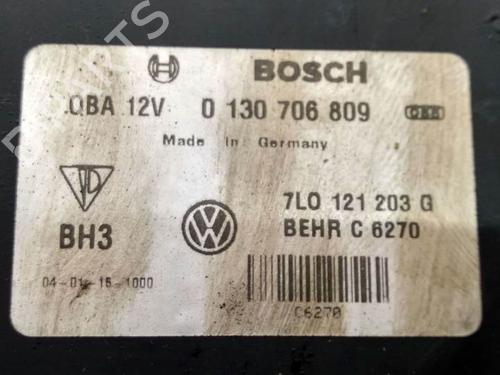 BOSCH
QBA 12V 0 130 706 809
Made In Germany
7L0 121 203 G
BH3
BEHR C 6270
04-01-15-1000
C6270